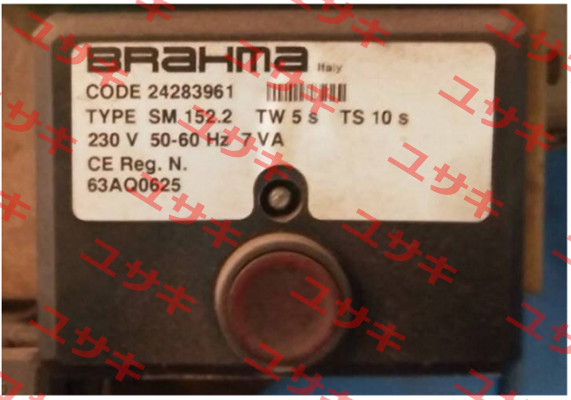 BRAHMA Italy
CODE 24283961
TYPE SM 152.2 TW 5 s TS 10 s
230 V 50-60 Hz 7 VA
CE Reg. N.
63AQ0625
ユサキ